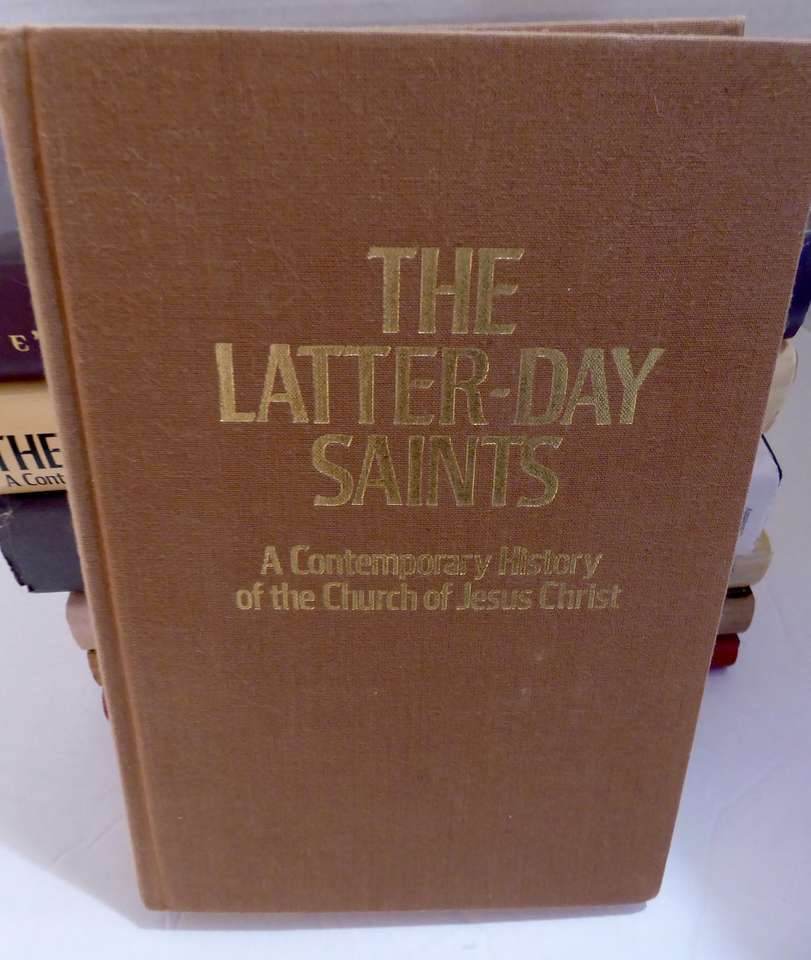 THE
LATTER-DAY
SAINTS
A Contemporary History
of the Church of Jesus Christ
THE
A Cont